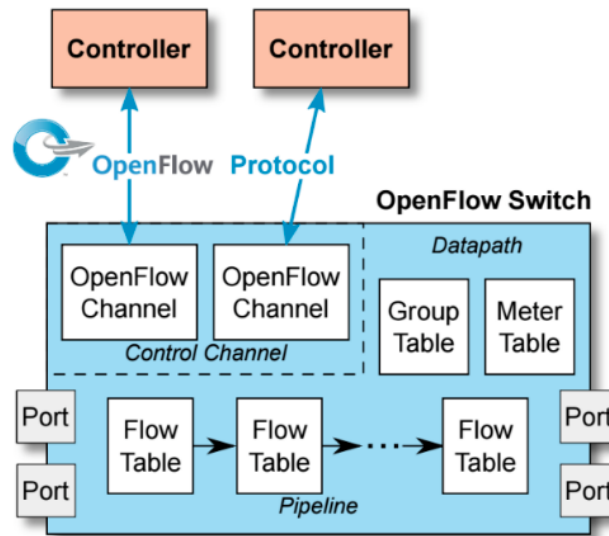 Controller
Controller
OpenFlow Protocol
OpenFlow Switch
OpenFlow
Channel
OpenFlow
Channel
Control Channel
Datapath
Group
Table
Meter
Table
Port
Port
Port
Port
Flow
Table
Flow
Table
...
Flow
Table
Pipeline